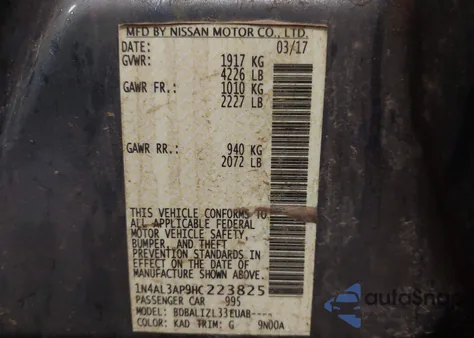 MFD BY NISSAN MOTOR CO., LTD.
DATE: 03/17
GVWR: 1917 KG
4226 LB
GAWR FR.: 1010 KG
2227 LB
GAWR RR.: 940 KG
2072 LB
THIS VEHICLE CONFORMS TO
ALL APPLICABLE FEDERAL
MOTOR VEHICLE SAFETY,
BUMPER, AND THEFT
PREVENTION STANDARDS IN
EFFECT ON THE DATE OF
MANUFACTURE SHOWN ABOVE.
1N4AL3AP9HC223825
PASSENGER CAR 995
MODEL: BDBALIZL33EUAB----
COLOR: KAD TRIM: G 9N00A
autoSnap